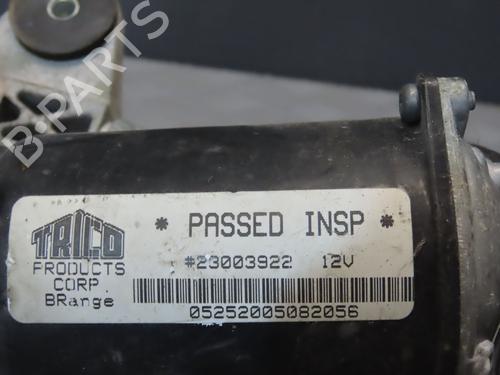 B-PARTS
TRICO
PRODUCTS
CORP
BRange
* PASSED INSP *
#23003922 12V
05252005082056